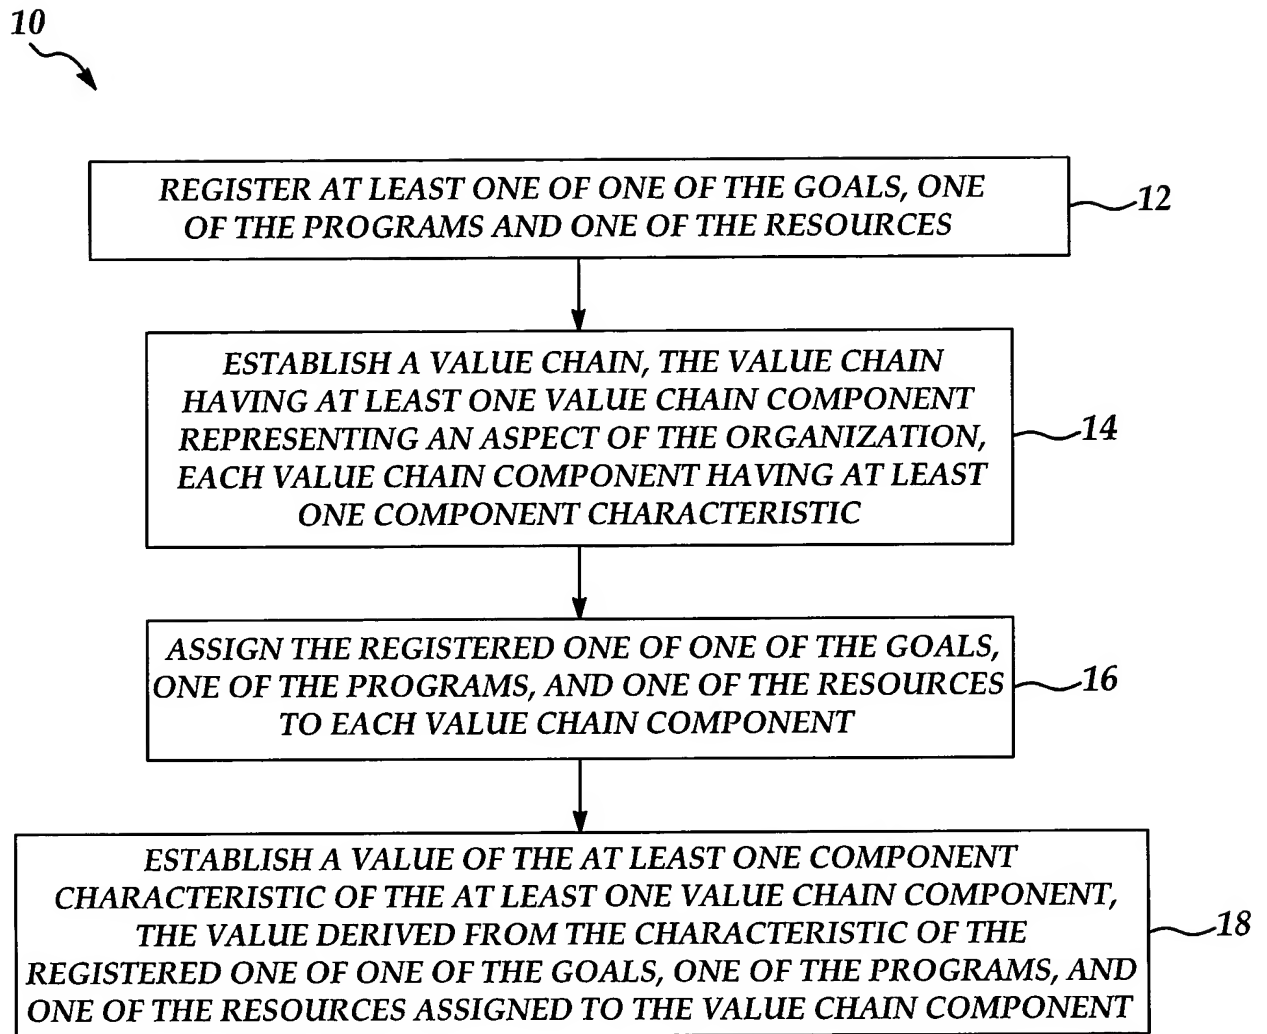 10
REGISTER AT LEAST ONE OF ONE OF THE GOALS, ONE
OF THE PROGRAMS AND ONE OF THE RESOURCES
12
ESTABLISH A VALUE CHAIN, THE VALUE CHAIN
HAVING AT LEAST ONE VALUE CHAIN COMPONENT
REPRESENTING AN ASPECT OF THE ORGANIZATION,
EACH VALUE CHAIN COMPONENT HAVING AT LEAST
ONE COMPONENT CHARACTERISTIC
14
ASSIGN THE REGISTERED ONE OF ONE OF THE GOALS,
ONE OF THE PROGRAMS, AND ONE OF THE RESOURCES
TO EACH VALUE CHAIN COMPONENT
16
ESTABLISH A VALUE OF THE AT LEAST ONE COMPONENT
CHARACTERISTIC OF THE AT LEAST ONE VALUE CHAIN COMPONENT,
THE VALUE DERIVED FROM THE CHARACTERISTIC OF THE
REGISTERED ONE OF ONE OF THE GOALS, ONE OF THE PROGRAMS, AND
ONE OF THE RESOURCES ASSIGNED TO THE VALUE CHAIN COMPONENT
18